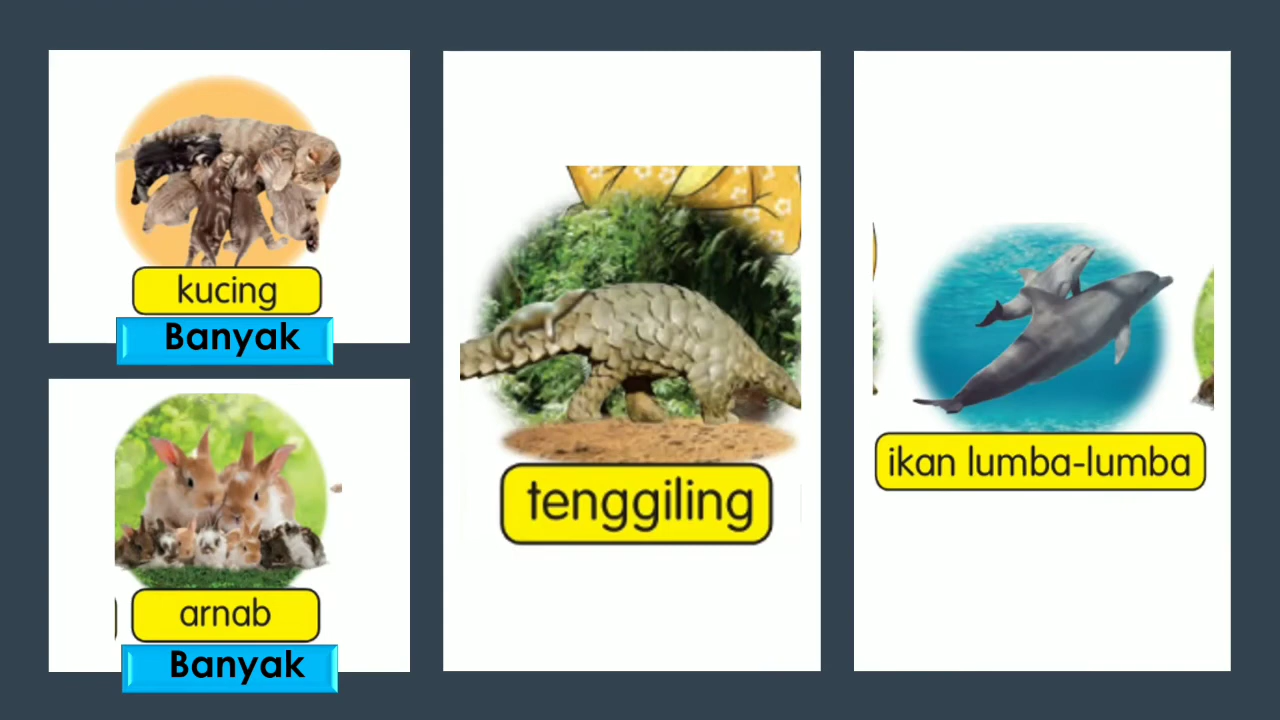 kucing
Banyak
arnab
Banyak
tenggiling
ikan lumba-lumba